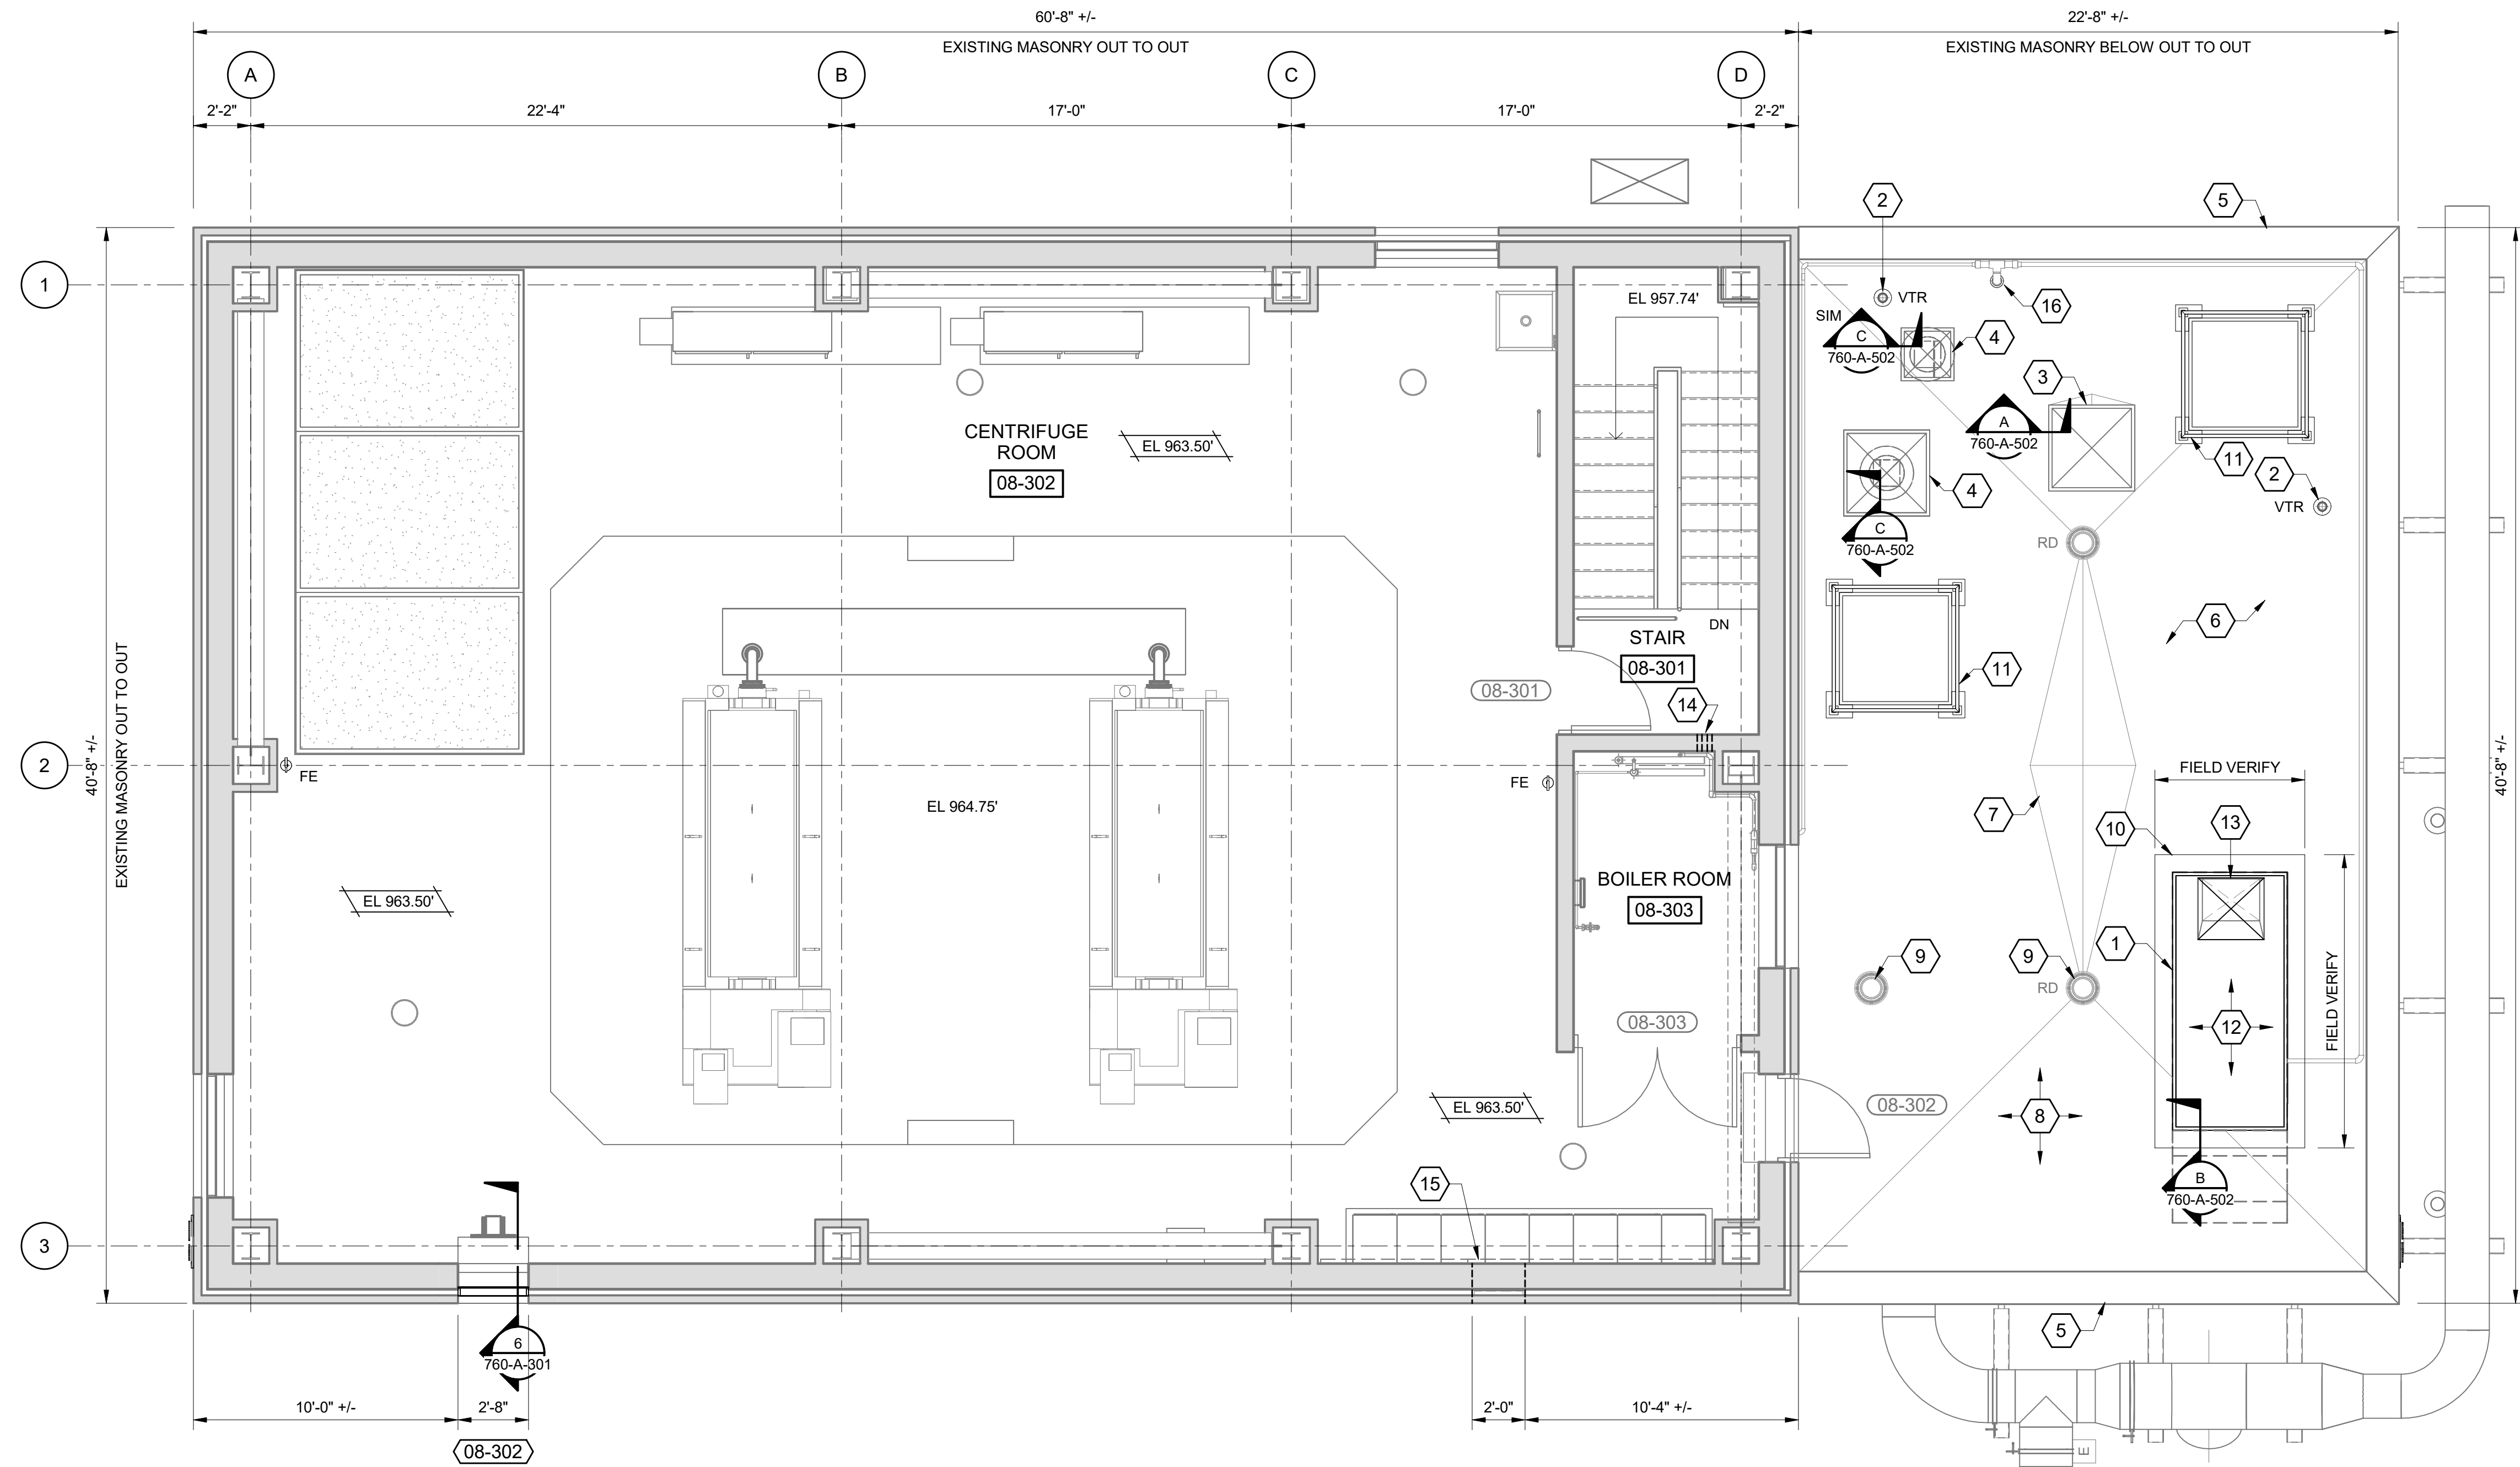 60'-8" +/-
EXISTING MASONRY OUT TO OUT
22'-8" +/-
EXISTING MASONRY BELOW OUT TO OUT
A
B
C
D
2'-2"
22'-4"
17'-0"
17'-0"
2'-2"
2
5
1
EL 957.74'
VTR
16
SIM
C
760-A-502
4
3
A
760-A-502
11
2
VTR
CENTRIFUGE
ROOM
EL 963.50'
08-302
4
C
760-A-502
RD
6
STAIR
DN
08-301
08-301
11
14
40'-8" +/-
EXISTING MASONRY OUT TO OUT
2
FE
FE
EL 964.75'
FIELD VERIFY
40'-8" +/-
7
10
13
BOILER ROOM
08-303
EL 963.50'
1
9
9
RD
FIELD VERIFY
12
08-303
EL 963.50'
08-302
8
15
B
760-A-502
3
5
6
760-A-301
10'-0" +/-
2'-8"
2'-0"
10'-4" +/-
08-302
E